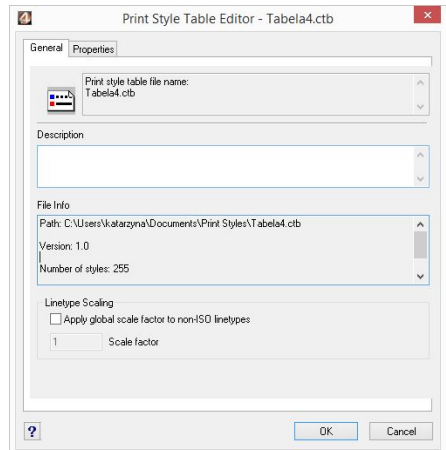 Print Style Table Editor - Tabela4.ctb
General Properties
Print style table file name:
Tabela4.ctb
Description
File Info
Path: C:\Users\katarzyna\Documents\Print Styles\Tabela4.ctb
Version: 1.0
Number of styles: 255
Linetype Scaling
Apply global scale factor to non-ISO linetypes
1 Scale factor
? OK Cancel